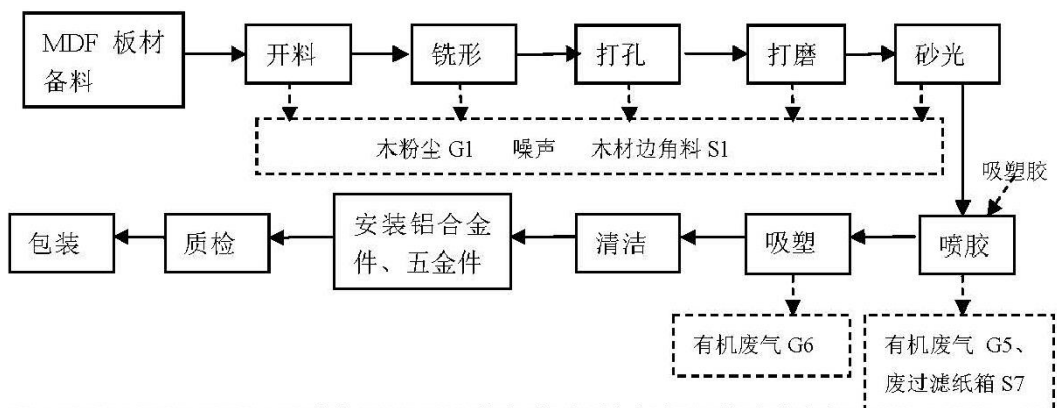 MDF 板材
备料
开料
铣形
打孔
打磨
砂光
木粉尘 G1 噪声 木材边角料 S1
吸塑胶
包装
质检
安装铝合金
件、五金件
清洁
吸塑
喷胶
有机废气 G6
有机废气 G5、
废过滤纸箱 S7